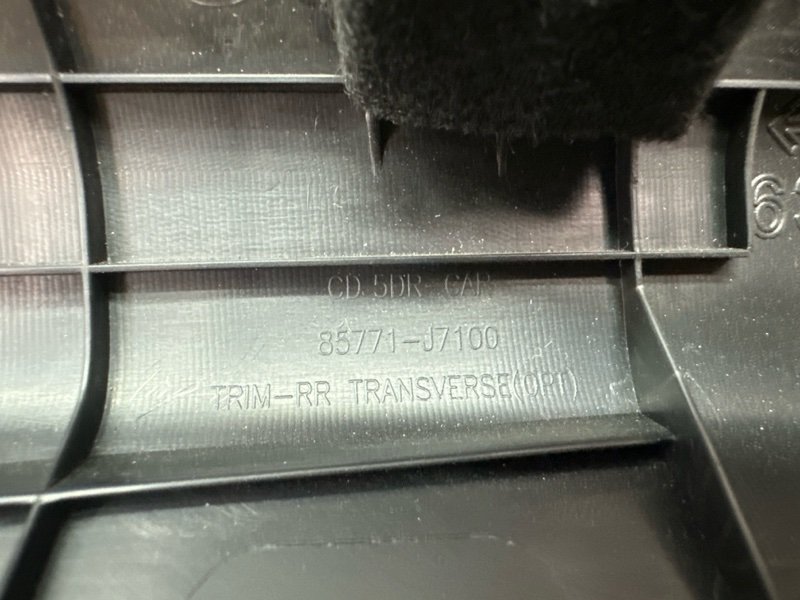 CD 5DR CAR
85771-J7100
TRIM-RR TRANSVERSE(OPT)